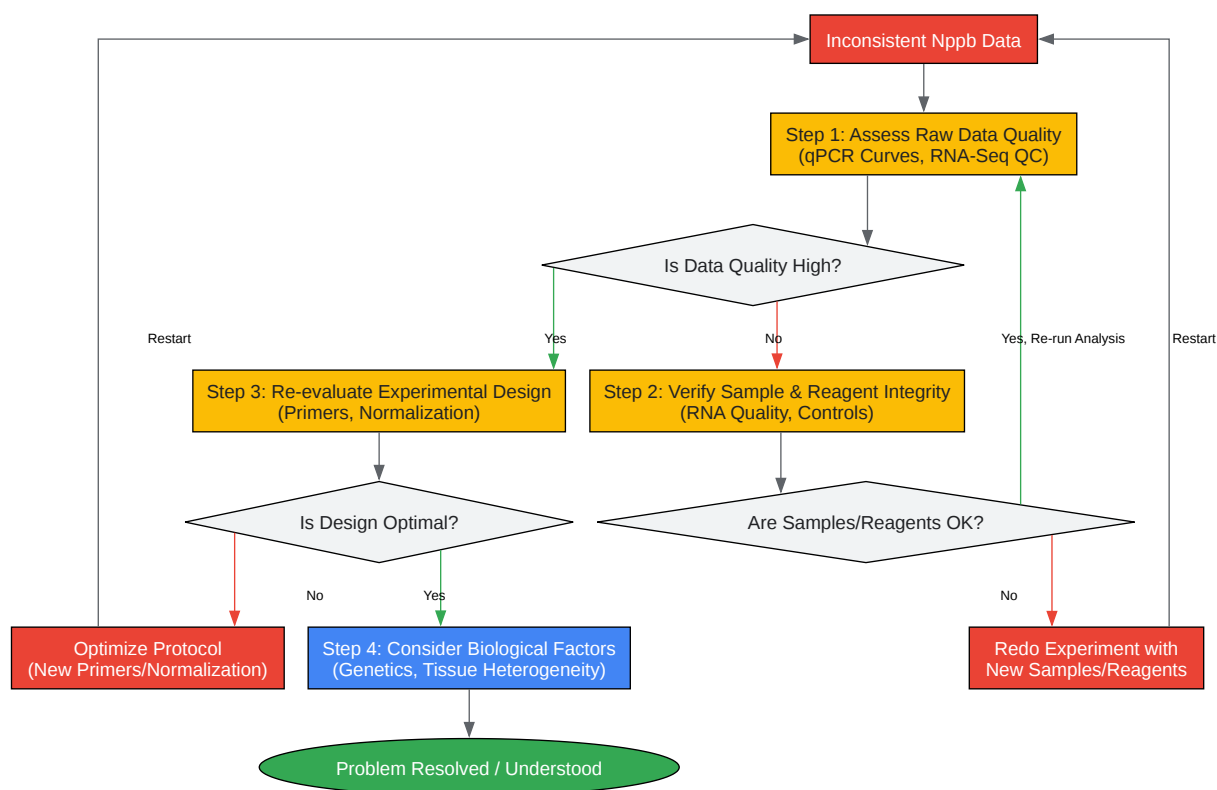 Inconsistent Nppb Data
Step 1: Assess Raw Data Quality
(qPCR Curves, RNA-Seq QC)
Is Data Quality High?
Restart
Yes
No
Yes, Re-run Analysis
Restart
Step 3: Re-evaluate Experimental Design
(Primers, Normalization)
Step 2: Verify Sample & Reagent Integrity
(RNA Quality, Controls)
Is Design Optimal?
Are Samples/Reagents OK?
No
Yes
No
Optimize Protocol
(New Primers/Normalization)
Step 4: Consider Biological Factors
(Genetics, Tissue Heterogeneity)
Redo Experiment with
New Samples/Reagents
Problem Resolved / Understood